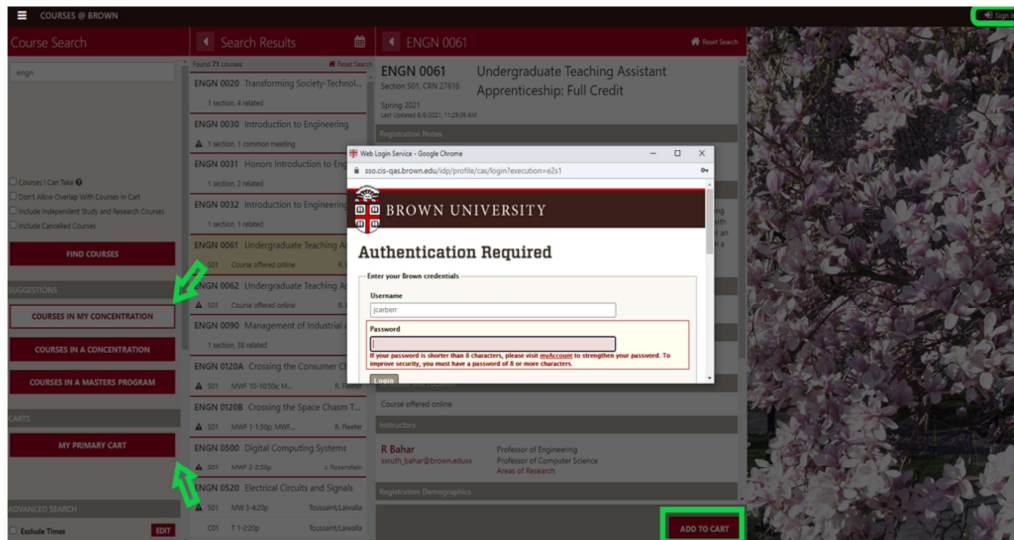 COURSES @ BROWN
Sign In
Course Search
engn
Courses I Can Take
Don't Allow Overlap With Courses in Cart
Include Independent Study and Research Courses
Include Cancelled Courses
FIND COURSES
SUGGESTIONS
COURSES IN MY CONCENTRATION
COURSES IN A CONCENTRATION
COURSES IN A MASTERS PROGRAM
CARTS
MY PRIMARY CART
ADVANCED SEARCH
Exclude Times EDIT
Search Results
Found 71 courses Reset Search
ENGN 0020 Transforming Society-Technol...
1 section, 4 related
ENGN 0030 Introduction to Engineering
1 section, 1 common meeting
ENGN 0031 Honors Introduction to Eng
1 section, 2 related
ENGN 0032 Introduction to Engineering
1 section, 1 related
ENGN 0061 Undergraduate Teaching As
S01 Course offered online R.
ENGN 0062 Undergraduate Teaching As
S01 Course offered online R.
ENGN 0090 Management of Industrial
1 section, 38 related
ENGN 0120A Crossing the Consumer Ch
S01 MWF 10-10:50a; M... R. Fleeter
ENGN 0120B Crossing the Space Chasm T...
S01 MWF 1-1:50p; MWF... R. Fleeter
ENGN 0500 Digital Computing Systems
S01 MWF 2-2:50p J. Rosenstein
ENGN 0520 Electrical Circuits and Signals
S01 MW 3-4:20p Toussaint/Lawalla
C01 T 1-2:20p Toussaint/Lawalla
ENGN 0061 Reset Search
ENGN 0061 Undergraduate Teaching Assistant
Apprenticeship: Full Credit
Section S01, CRN 27616
Spring 2021
Last Updated 6/8/2021, 11:29:09 AM
Registration Notes
Web Login Service - Google Chrome
sso.cis-qas.brown.edu/idp/profile/cas/login?execution=e2s1
BROWN UNIVERSITY
Authentication Required
Enter your Brown credentials
Username
jcarberr
Password
If your password is shorter than 8 characters, please visit myAccount to strengthen your password. To
improve security, you must have a password of 8 or more characters.
Login
Course offered online
Instructors
R Bahar Professor of Engineering
xxruth_bahar@brown.eduxx Professor of Computer Science
Areas of Research
Registration Demographics
ADD TO CART